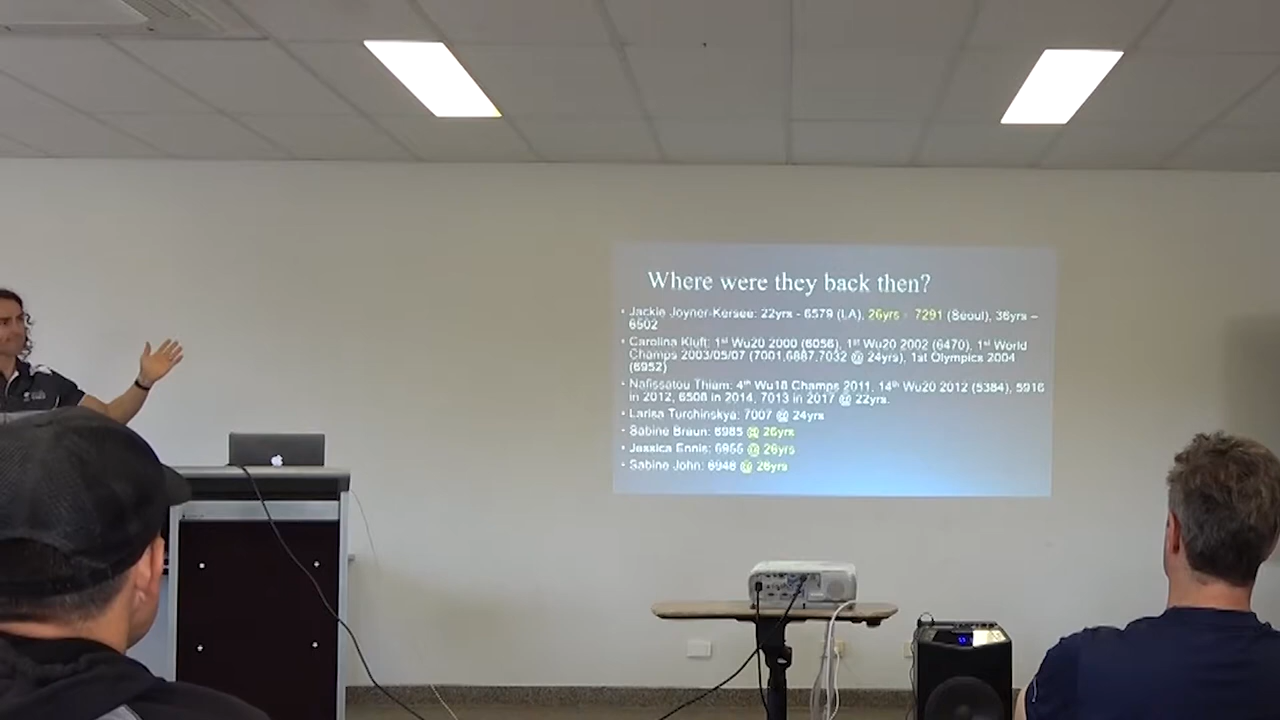 Where were they back then?
• Jackie Joyner-Kersee: 22yrs - 6579 (LA), 26yrs - 7291 (Seoul), 36yrs –
6502
• Carolina Kluft: 1st Wu20 2000 (6056), 1st Wu20 2002 (6470), 1st World
Champs 2003/05/07 (7001,6887,7032 @ 24yrs), 1st Olympics 2004
(6952)
• Nafissatou Thiam: 4th Wu18 Champs 2011, 14th Wu20 2012 (5384), 5916
in 2012, 6508 in 2014, 7013 in 2017 @ 22yrs.
• Larisa Turchinskya: 7007 @ 24yrs
• Sabine Braun: 6985 @ 26yrs
• Jessica Ennis: 6955 @ 26yrs
• Sabine John: 6946 @ 26yrs